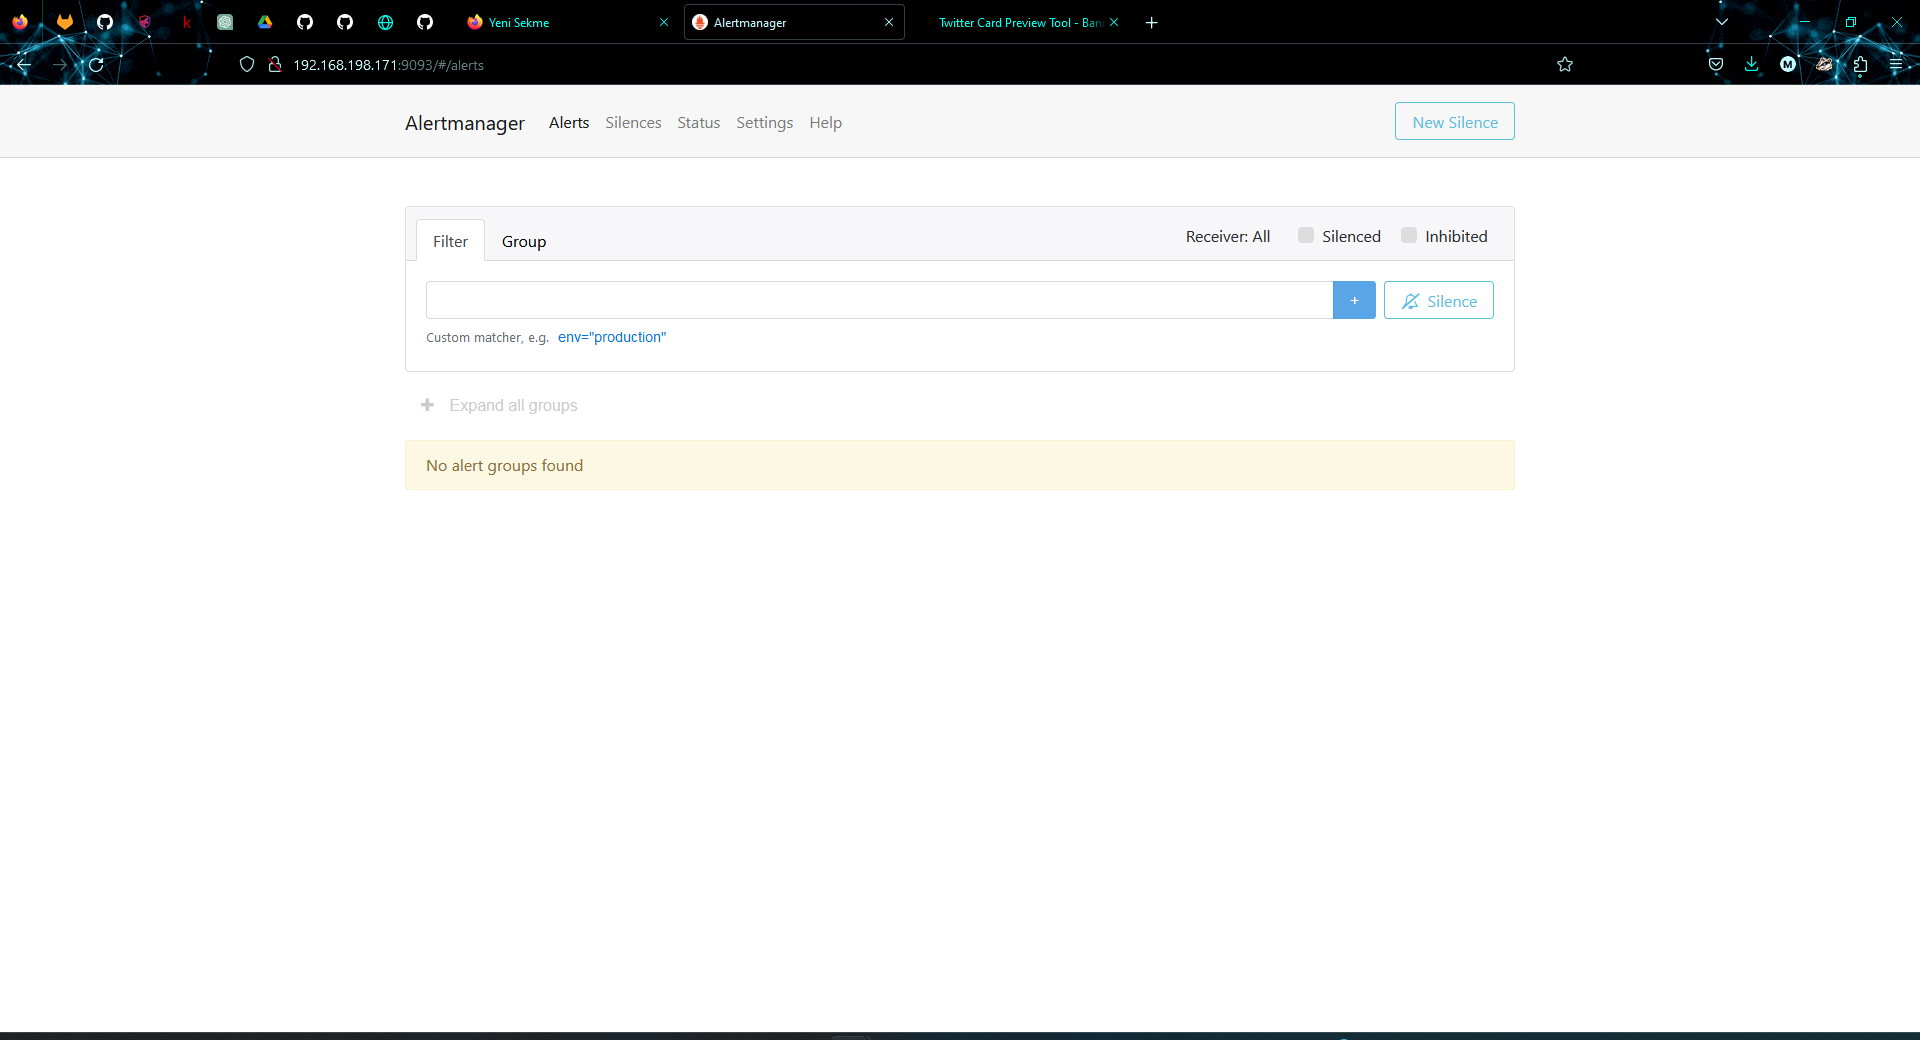 Yeni Sekme
Alertmanager
Twitter Card Preview Tool - Ban
192.168.198.171:9093/#/alerts
Alertmanager Alerts Silences Status Settings Help New Silence
Filter Group Receiver: All Silenced Inhibited
+ Silence
Custom matcher, e.g. env="production"
+ Expand all groups
No alert groups found